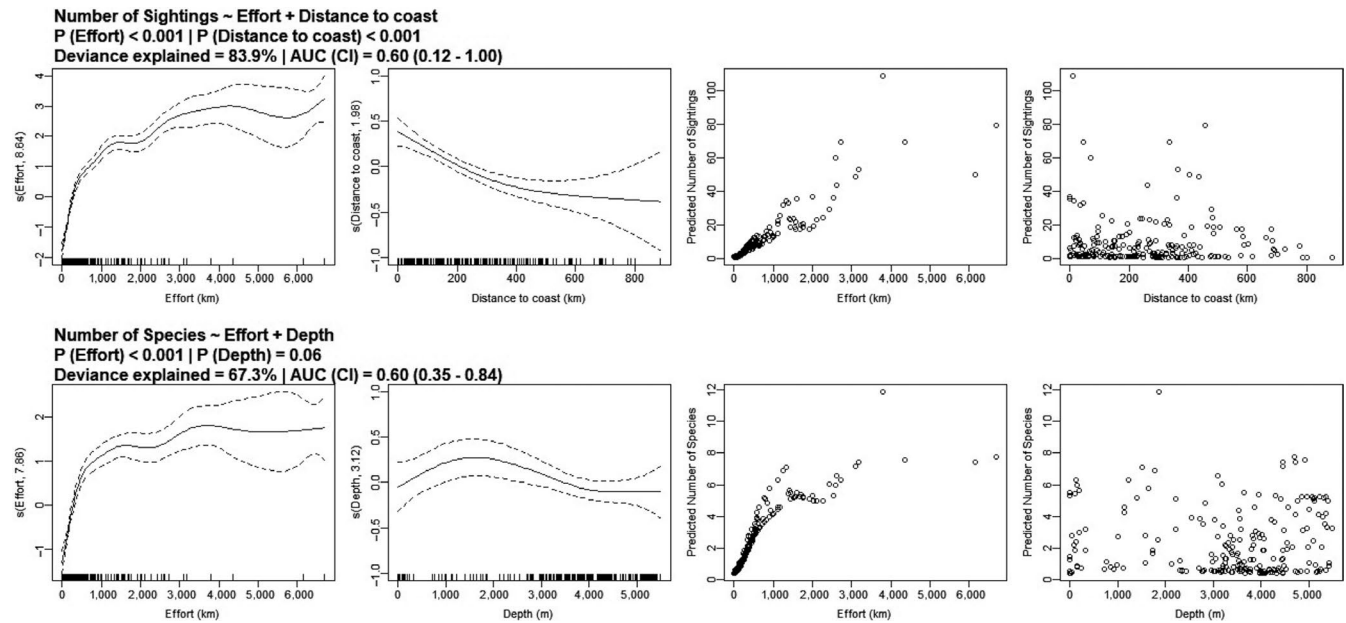 Number of Sightings ~ Effort + Distance to coast
P (Effort) < 0.001 | P (Distance to coast) < 0.001
Deviance explained = 83.9% | AUC (CI) = 0.60 (0.12 - 1.00)
s(Effort, 8.64)
4
3
2
1
0
−1
−2
0 1,000 2,000 3,000 4,000 5,000 6,000
Effort (km)
s(Distance to coast, 1.98)
1.0
0.5
0.0
−0.5
−1.0
0 200 400 600 800
Distance to coast (km)
Predicted Number of Sightings
100
80
60
40
20
0
0 1,000 2,000 3,000 4,000 5,000 6,000
Effort (km)
Predicted Number of Sightings
100
80
60
40
20
0
0 200 400 600 800
Distance to coast (km)
Number of Species ~ Effort + Depth
P (Effort) < 0.001 | P (Depth) = 0.06
Deviance explained = 67.3% | AUC (CI) = 0.60 (0.35 - 0.84)
s(Effort, 7.86)
2
1
0
−1
0 1,000 2,000 3,000 4,000 5,000 6,000
Effort (km)
s(Depth, 3.12)
1.0
0.5
0.0
−0.5
−1.0
0 1,000 2,000 3,000 4,000 5,000
Depth (m)
Predicted Number of Species
12
10
8
6
4
2
0
0 1,000 2,000 3,000 4,000 5,000 6,000
Effort (km)
Predicted Number of Species
12
10
8
6
4
2
0
0 1,000 2,000 3,000 4,000 5,000
Depth (m)